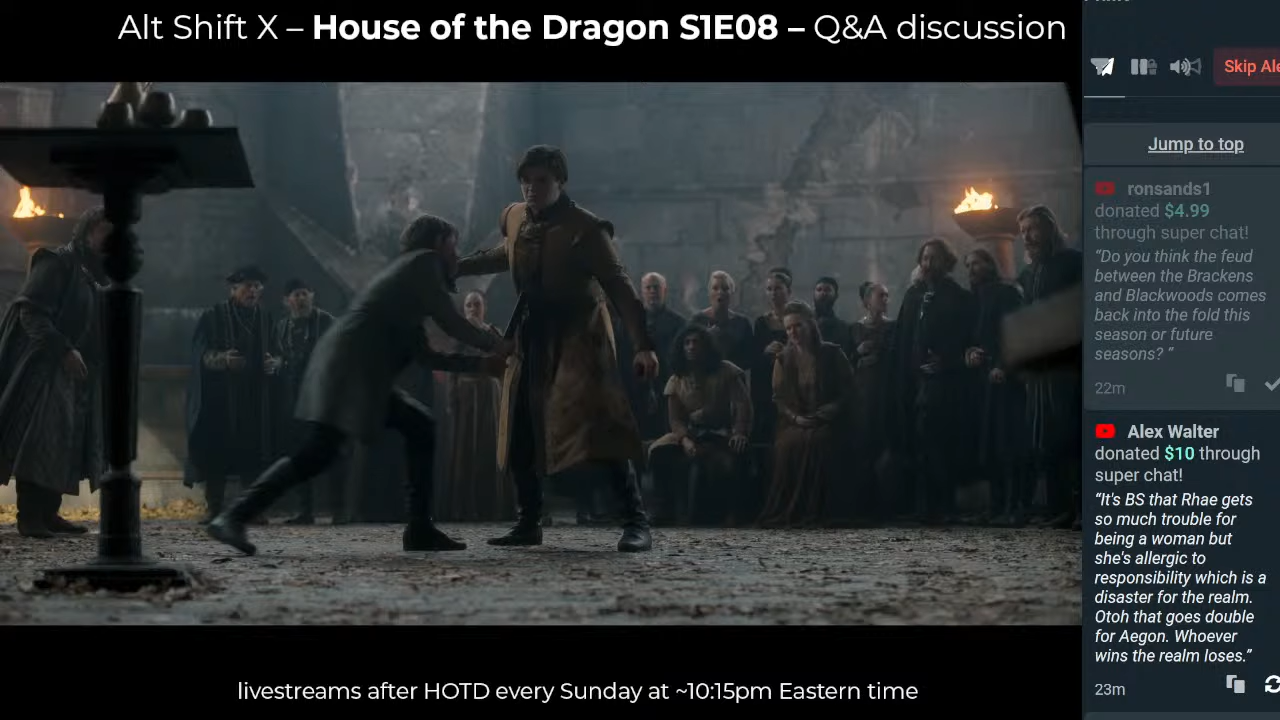 Alt Shift X – House of the Dragon S1E08 – Q&A discussion
Skip Ale
Jump to top
ronsands1
donated $4.99
through super chat!
“Do you think the feud
between the Brackens
and Blackwoods comes
back into the fold this
season or future
seasons? ”
22m
Alex Walter
donated $10 through
super chat!
“It's BS that Rhae gets
so much trouble for
being a woman but
she's allergic to
responsibility which is a
disaster for the realm.
Otoh that goes double
for Aegon. Whoever
wins the realm loses.”
23m
livestreams after HOTD every Sunday at ~10:15pm Eastern time